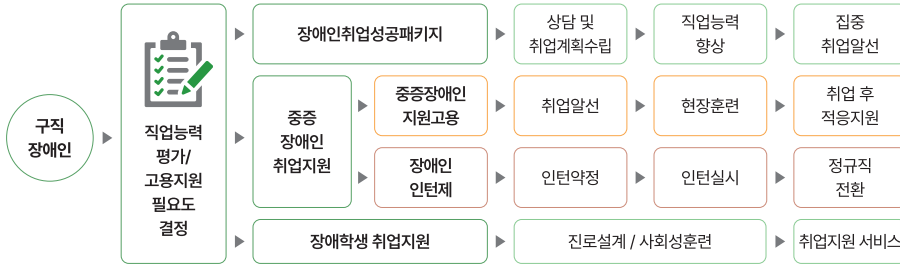 구직
장애인
직업능력
평가/
고용지원
필요도
결정
장애인취업성공패키지
상담 및
취업계획수립
직업능력
향상
집중
취업알선
중증
장애인
취업지원
중증장애인
지원고용
취업알선
현장훈련
취업 후
적응지원
장애인
인턴제
인턴약정
인턴실시
정규직
전환
장애학생 취업지원
진로설계 / 사회성훈련
취업지원 서비스